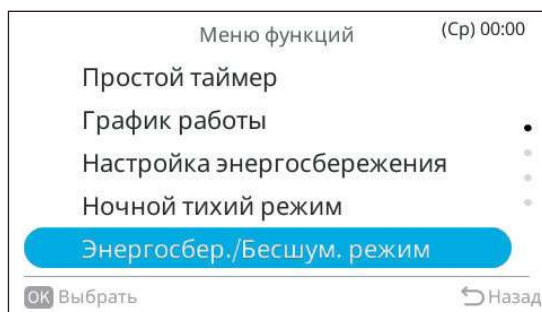 Меню функций (Ср) 00:00
Простой таймер
График работы
Настройка энергосбережения
Ночной тихий режим
Энергосбер./Бесшум. режим
OK Выбрать Назад